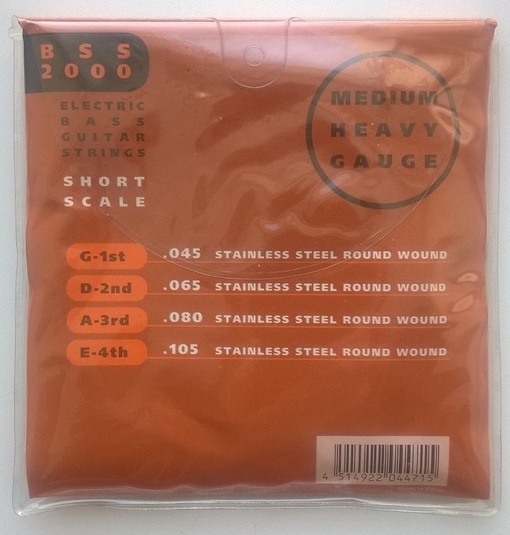 BSS
2000
ELECTRIC
BASS
GUITAR
STRINGS
SHORT
SCALE
MEDIUM
HEAVY
GAUGE
G-1st .045 STAINLESS STEEL ROUND WOUND
D-2nd .065 STAINLESS STEEL ROUND WOUND
A-3rd .080 STAINLESS STEEL ROUND WOUND
E-4th .105 STAINLESS STEEL ROUND WOUND
4 514922 044715